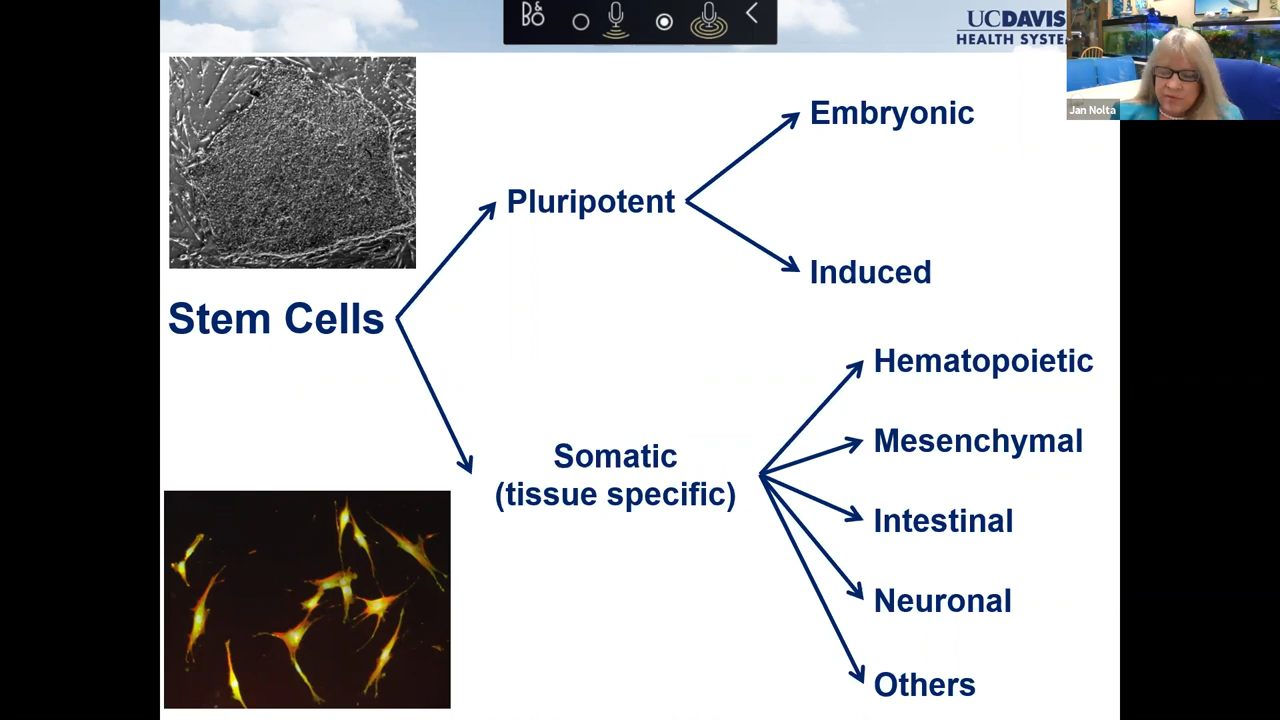 B&O
UCDAVIS
HEALTH SYSTE
Jan Nolta
Embryonic
Pluripotent
Induced
Stem Cells
Hematopoietic
Mesenchymal
Somatic
(tissue specific)
Intestinal
Neuronal
Others